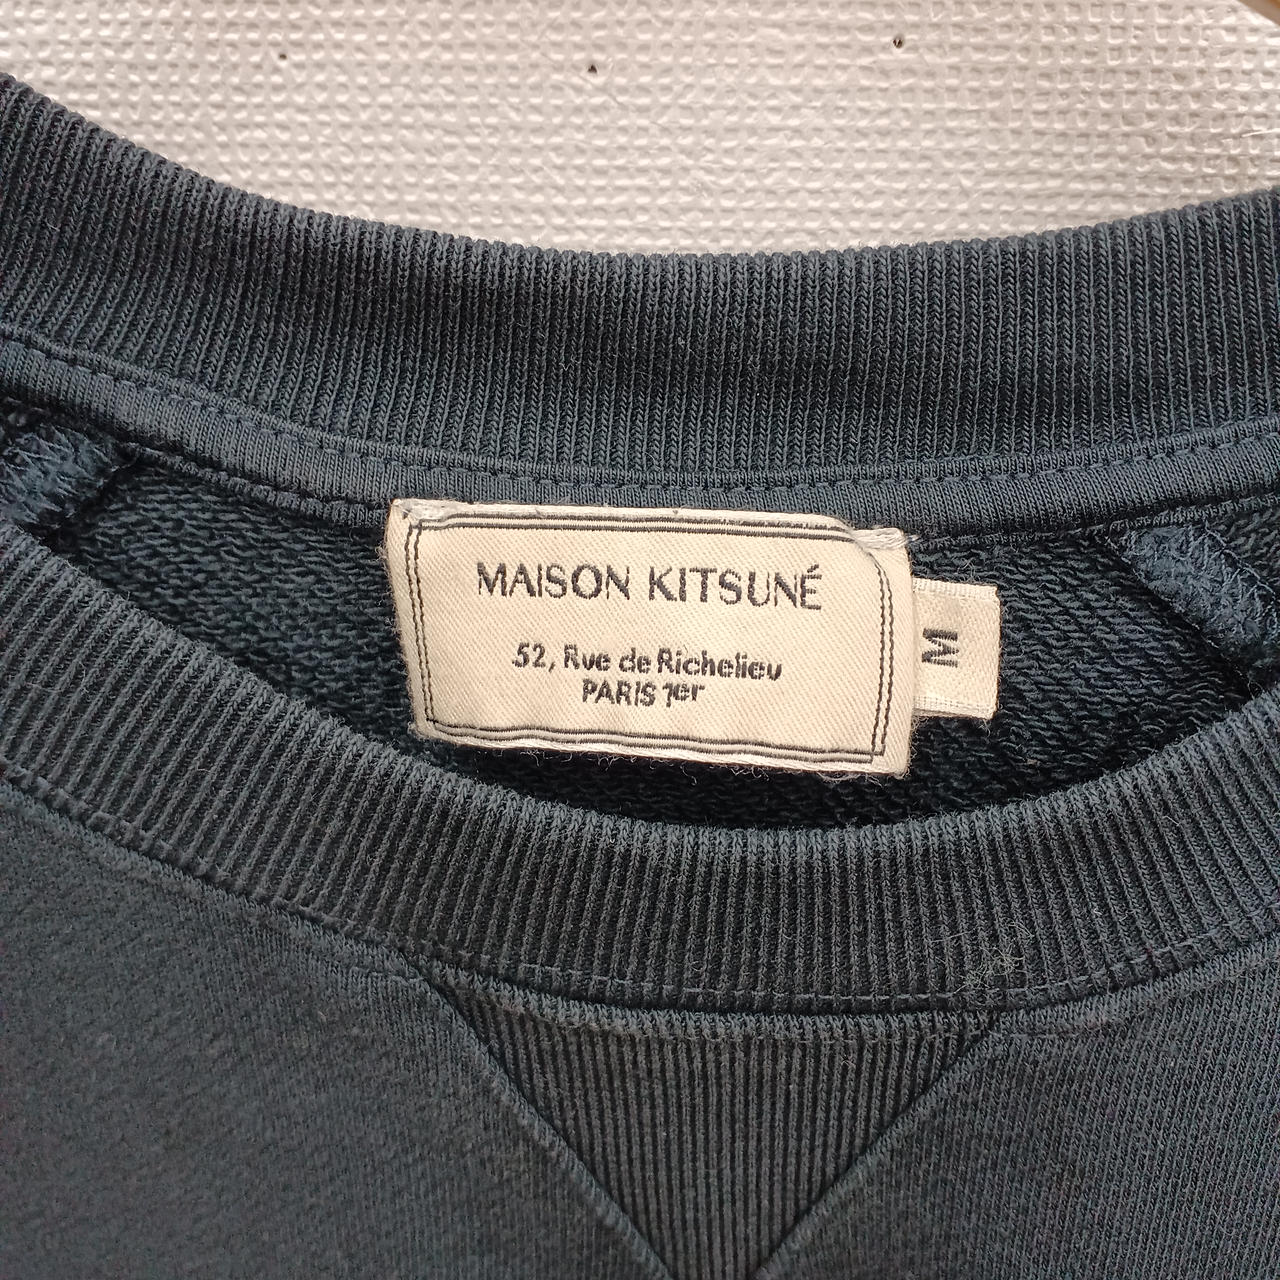 MAISON KITSUNÉ
52, Rue de Richelieu
PARIS 1er
M